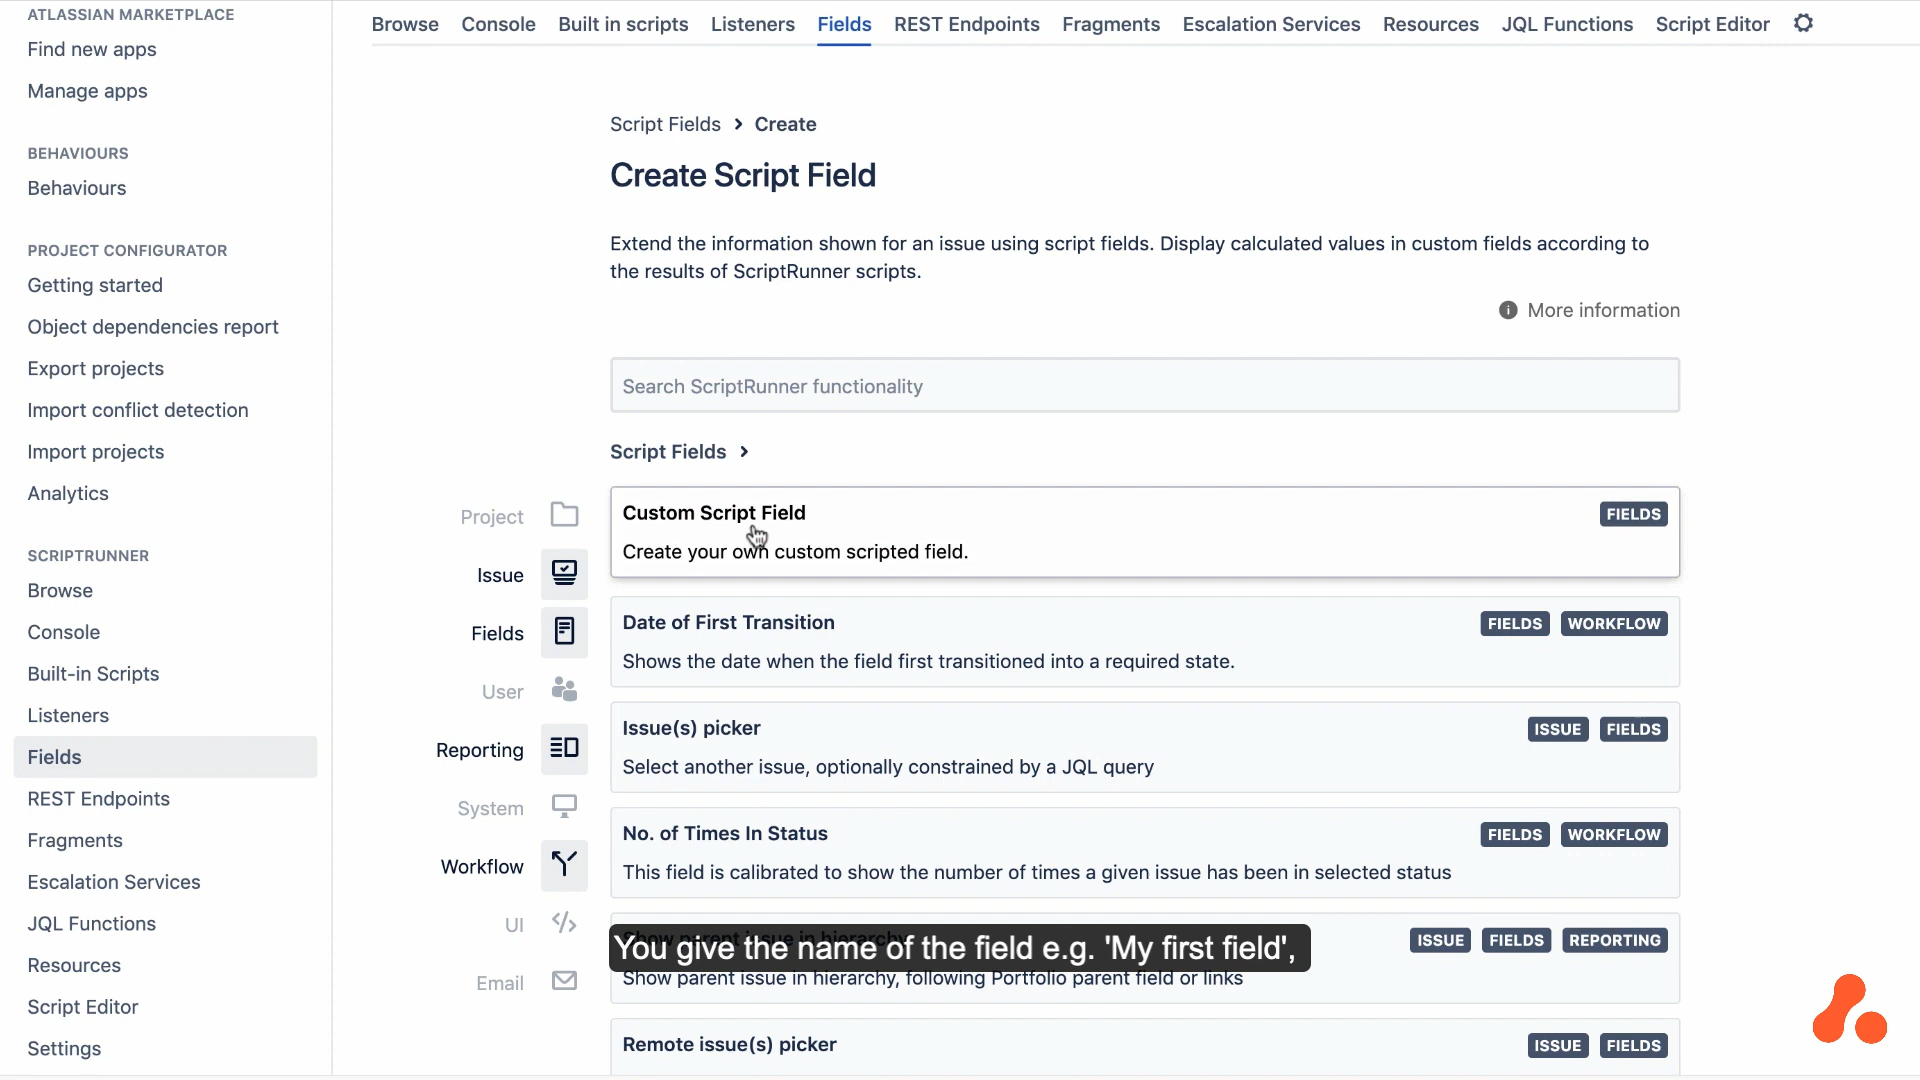 ATLASSIAN MARKETPLACE
Find new apps
Manage apps
BEHAVIOURS
Behaviours
PROJECT CONFIGURATOR
Getting started
Object dependencies report
Export projects
Import conflict detection
Import projects
Analytics
SCRIPTRUNNER
Browse
Console
Built-in Scripts
Listeners
Fields
REST Endpoints
Fragments
Escalation Services
JQL Functions
Resources
Script Editor
Settings
Browse Console Built in scripts Listeners Fields REST Endpoints Fragments Escalation Services Resources JQL Functions Script Editor
Script Fields > Create
Create Script Field
Extend the information shown for an issue using script fields. Display calculated values in custom fields according to
the results of ScriptRunner scripts.
More information
Search ScriptRunner functionality
Script Fields >
Project
Issue
Fields
User
Reporting
System
Workflow
UI
Email
Custom Script Field FIELDS
Create your own custom scripted field.
Date of First Transition FIELDS WORKFLOW
Shows the date when the field first transitioned into a required state.
Issue(s) picker ISSUE FIELDS
Select another issue, optionally constrained by a JQL query
No. of Times In Status FIELDS WORKFLOW
This field is calibrated to show the number of times a given issue has been in selected status
Show parent issue in hierarchy ISSUE FIELDS REPORTING
You give the name of the field e.g. 'My first field',
Show parent issue in hierarchy, following Portfolio parent field or links
Remote issue(s) picker ISSUE FIELDS